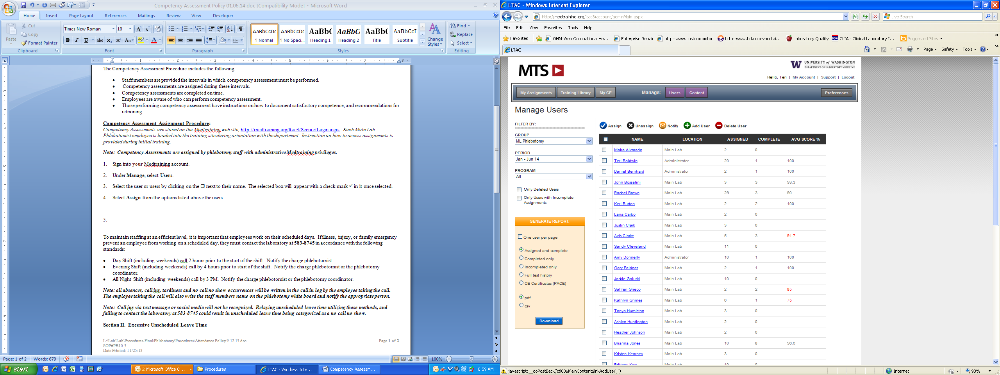 Competency Assessment Policy 01.06.14.doc [Compatibility Mode] - Microsoft Word
Home Insert Page Layout References Mailings Review View Developer
Paste
Cut
Copy
Format Painter
Times New Roman 10
AaBbCcDc AaBbCcDc AaBbC AaBbCc AaBbC AaBbCcI
¶ Normal ¶ No Spaci... Heading 1 Heading 2 Title Subtitle
Change Styles
Find
Replace
Select
Clipboard Font Paragraph Styles Editing
The Competency Assessment Procedure includes the following.
• Staff members are provided the intervals in which competency assessment must be performed.
• Competency assessments are assigned during these intervals.
• Competency assessments are completed on time.
• Employees are aware of who can perform competency assessment.
• Those performing competency assessment have instructions on how to document satisfactory competence, and recommendations for
retraining.
Competency Assessment Assignment Procedure:
Competency Assessments are stored on the Medtraining web site, http://medtraining.org/ltac3/Secure/Login.aspx. Each Main Lab
Phlebotomist employee is loaded into the training site during orientation with the department. Instruction on how to access assignments is
provided during initial training.
Note: Competency Assessments are assigned by phlebotomy staff with administrative Medtraining privileges.
1. Sign into your Medtraining account.
2. Under Manage, select Users.
3. Select the user or users by clicking on the ❒ next to their name. The selected box will appear with a check mark ✓ in it once selected.
4. Select Assign from the options listed above the users.
5.
To maintain staffing at an efficient level, it is important that employees work on their scheduled days. If illness, injury, or family emergency
prevent an employee from working on a scheduled day, they must contact the laboratory at 583-8745 in accordance with the following
standards:
• Day Shift (including weekends) call 2 hours prior to the start of the shift. Notify the charge phlebotomist.
• Evening Shift (including weekends) call by 4 hours prior to start of the shift. Notify the charge phlebotomist or the phlebotomy
coordinator.
• All Night Shift (including weekends) call by 3 PM. Notify the charge phlebotomist or the phlebotomy coordinator.
Note: all absences, call ins, tardiness and no call no show occurrences will be written in the call in log by the employee taking the call.
The employee taking the call will also write the staff members name on the phlebotomy white board and notify the appropriate person.
Note: Call ins via text message or social media will not be recognized. Relaying unscheduled leave time utilizing these methods, and
failing to contact the laboratory at 583-8745 could result in unscheduled leave time being categorized as a no call no show.
Section II. Excessive Unscheduled Leave Time
L:\Lab\Lab\Procedures-Final\Phlebotomy\Procedures\Attendance Policy 9.12.13.doc Page 1 of 2
SOP#PB10.3
Date Printed: 11/25/13
Page: 1 of 2 Words: 679 100%
start 2 Microsoft Office O... Procedures LTAC - Windows Inte... Competency Assessm... 8:59 AM
LTAC - Windows Internet Explorer
http://medtraining.org/ltac3/account/adminMain.aspx Live Search
File Edit View Favorites Tools Help
Favorites OHM-Web Occupational He... Enterprise Repair http--www.customcomfort http--www.bd.com-vacutai... Laboratory Quality FDA CLIA - Clinical Laboratory I... Suggested Sites
LTAC Page Safety Tools
MTS
W UNIVERSITY of WASHINGTON
DEPARTMENT OF LABORATORY MEDICINE
Hello, Teri | My Account | Support | Logout
My Assignments Training Library My CE Manage: Users Content Preferences
Manage Users
FILTER BY:
GROUP
ML Phlebotomy
PERIOD
Jan - Jun 14
PROGRAM
All
Only Deleted Users
Only Users with Incomplete
Assignments
GENERATE REPORT:
One user per page
Assigned and complete
Completed only
Incompleted only
Full test history
CE Certificates (PACE)
pdf
csv
Download
Assign Unassign Notify Add User Delete User
NAME LOCATION ASSIGNED COMPLETE AVG SCORE %
Maira Alvarado Main Lab 2 0
Teri Baldwin Administrator 20 1 100
Daniel Bernhard Administrator 2 1 100
John Bossalini Main Lab 3 3 93.3
Rachel Brown Main Lab 29 3 90
Keri Burton Main Lab 2 2 100
Lana Carbo Main Lab 2 0
Justin Clark Main Lab 3 0
Avis Clarke Main Lab 5 3 91.7
Sandy Cleveland Main Lab 11 0
Amy Donnelly Administrator 10 1 100
Gary Feidner Main Lab 2 1 100
Jackie Galuski Main Lab 10 0
Saffren Grieco Main Lab 2 2 85
Kathryn Grimes Main Lab 6 1 75
Tonya Humiston Main Lab 3 0
Ashlyn Huntington Main Lab 2 0
Heather Johnson Main Lab 2 0
Brianna Jones Main Lab 10 8 96.6
Kristen Kearney Main Lab 3 0
Brittney Kerr Main Lab 10 0
javascript:__doPostBack('ctl00$MainContent$lnkAddUser','') Internet 90%